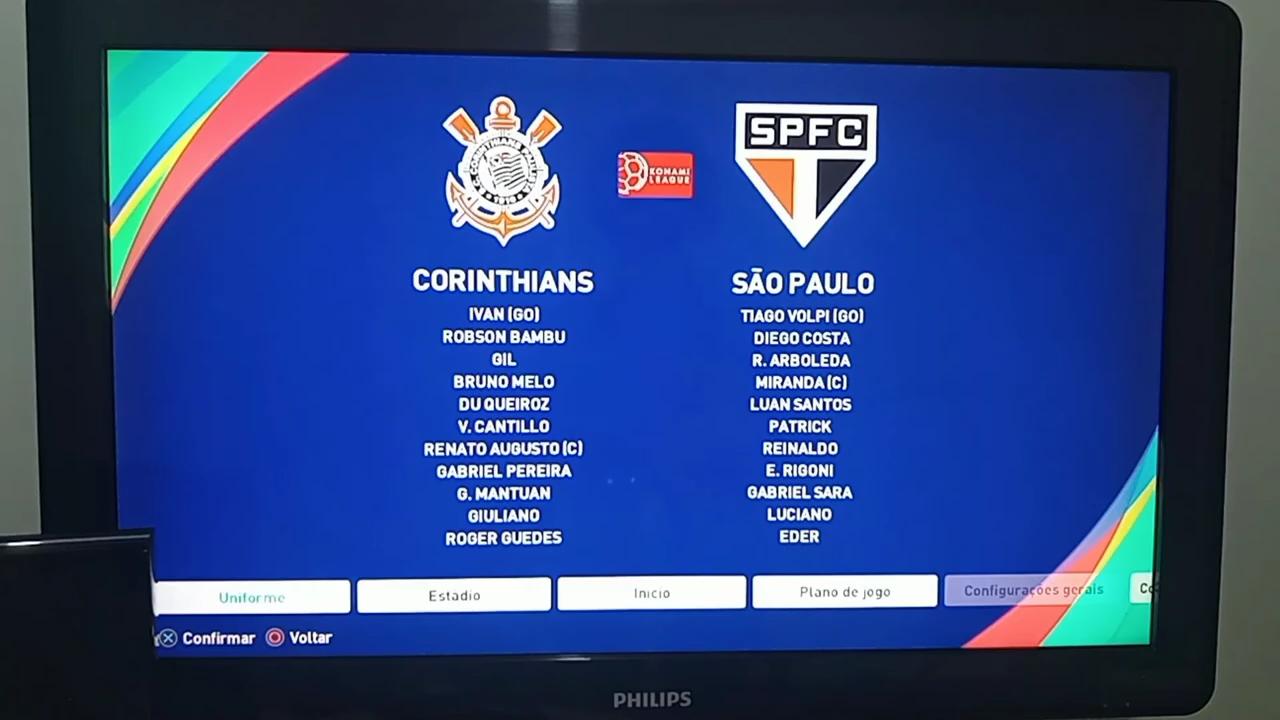 SPFC
KONAMI
LEAGUE
CORINTHIANS
IVAN (GO)
ROBSON BAMBU
GIL
BRUNO MELO
DU QUEIROZ
V. CANTILLO
RENATO AUGUSTO (C)
GABRIEL PEREIRA
G. MANTUAN
GIULIANO
ROGER GUEDES
SÃO PAULO
TIAGO VOLPI (GO)
DIEGO COSTA
R. ARBOLEDA
MIRANDA (C)
LUAN SANTOS
PATRICK
REINALDO
E. RIGONI
GABRIEL SARA
LUCIANO
EDER
Uniforme
Estádio
Início
Plano de jogo
Configurações gerais
Confirmar
Voltar
PHILIPS